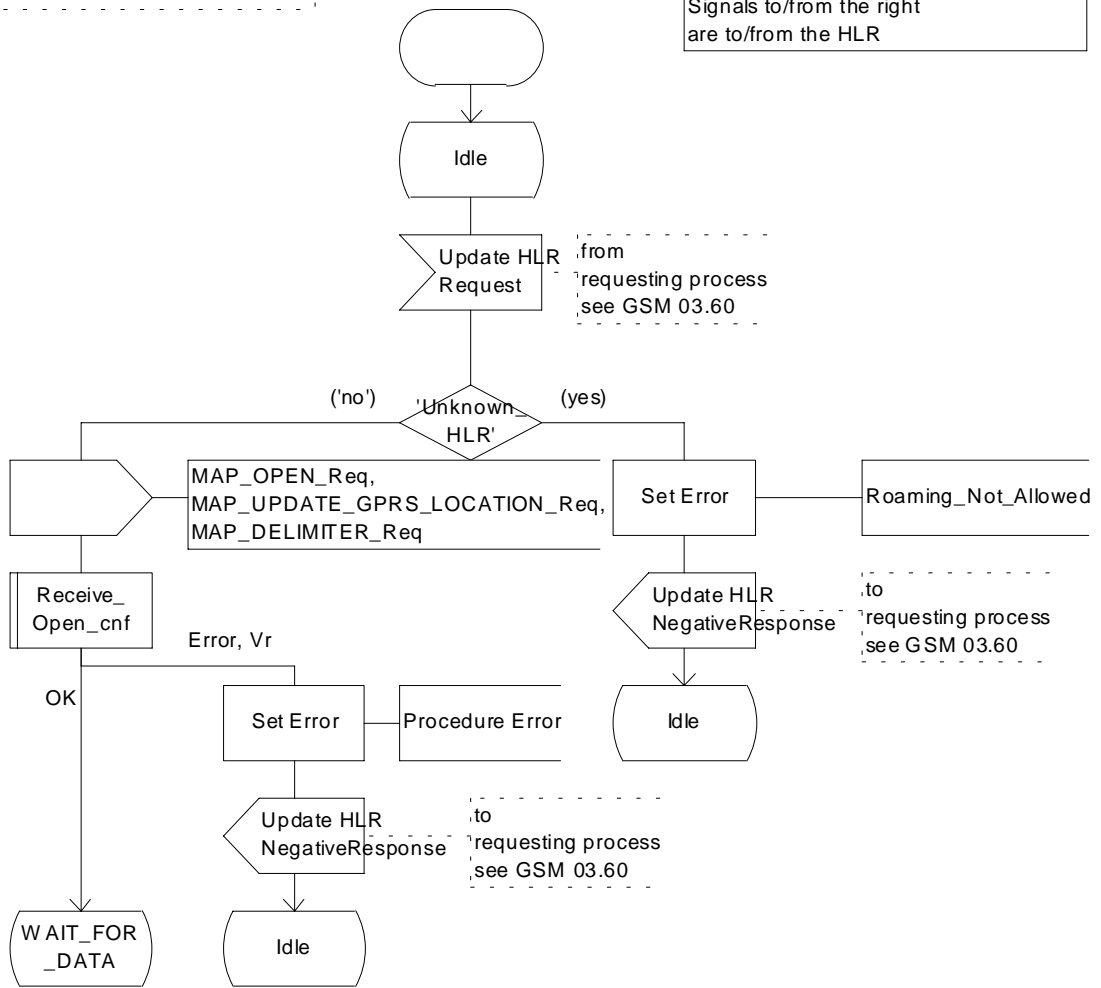 Signals to/from the right
are to/from the HLR
Idle
Update HLR
Request
from
requesting process
see GSM 03.60
('no')
'Unknown_
HLR'
(yes)
MAP_OPEN_Req,
MAP_UPDATE_GPRS_LOCATION_Req,
MAP_DELIMITER_Req
Set Error
Roaming_Not_Allowed
Receive_
Open_cnf
Update HLR
NegativeResponse
to
requesting process
see GSM 03.60
Error, Vr
OK
Set Error
Procedure Error
Idle
Update HLR
NegativeResponse
to
requesting process
see GSM 03.60
WAIT_FOR
_DATA
Idle